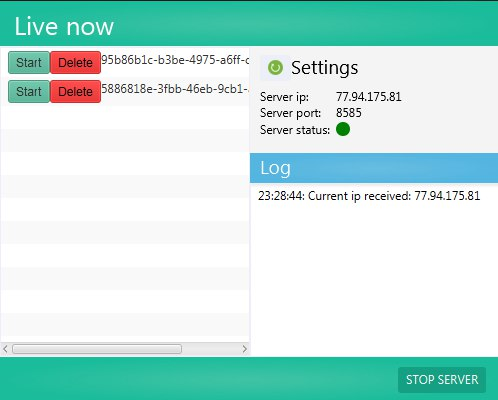 Live now
Start Delete 95b86b1c-b3be-4975-a6ff-c
Start Delete 5886818e-3fbb-46eb-9cb1-
Settings
Server ip: 77.94.175.81
Server port: 8585
Server status:
Log
23:28:44: Current ip received: 77.94.175.81
STOP SERVER